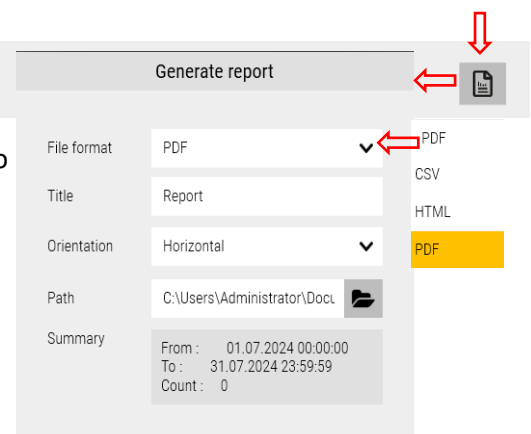 Generate report
File format PDF
Title Report
Orientation Horizontal
Path C:\Users\Administrator\Docu
Summary
From : 01.07.2024 00:00:00
To : 31.07.2024 23:59:59
Count : 0
PDF
CSV
HTML
PDF